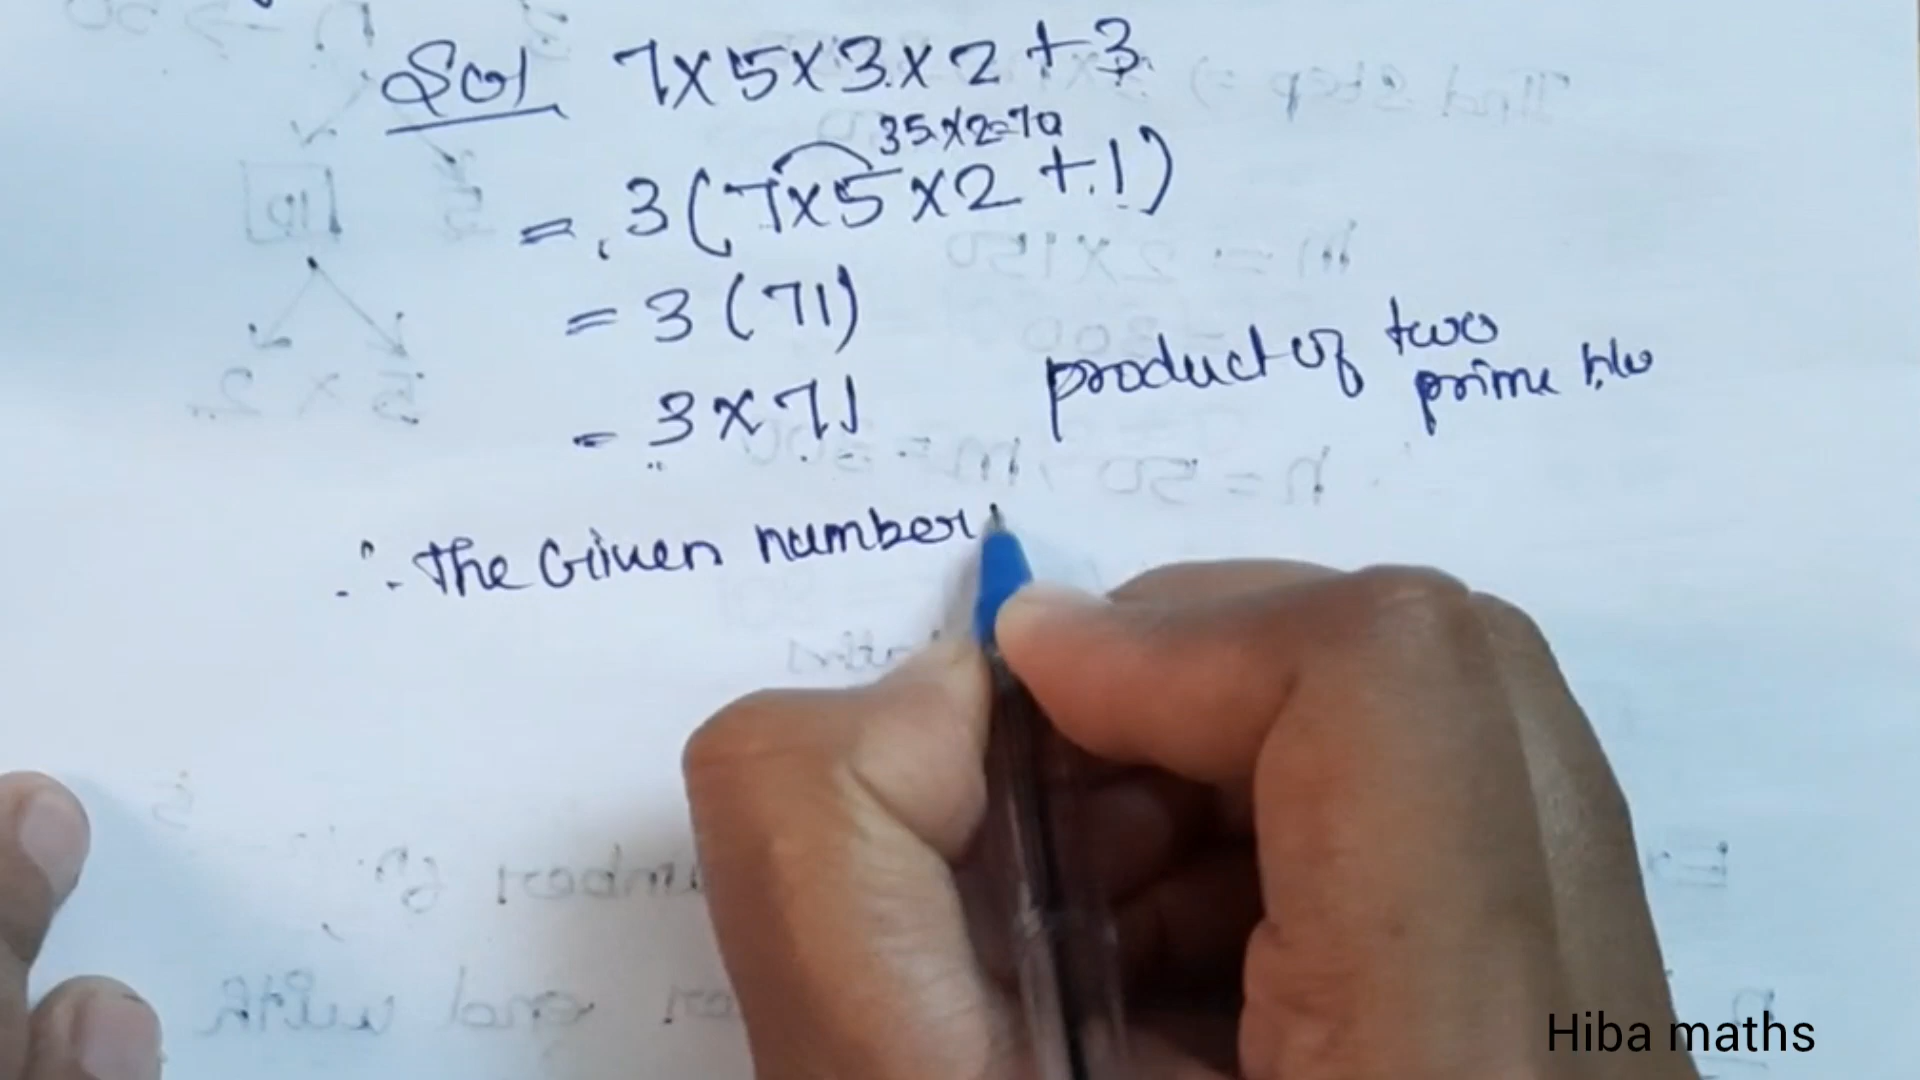 Sol 7×5×3×2+3
35×2=70
= 3(7×5×2+1)
= 3(71)
= 3×71 product of two
prime No
∴ The Given number
Hiba maths